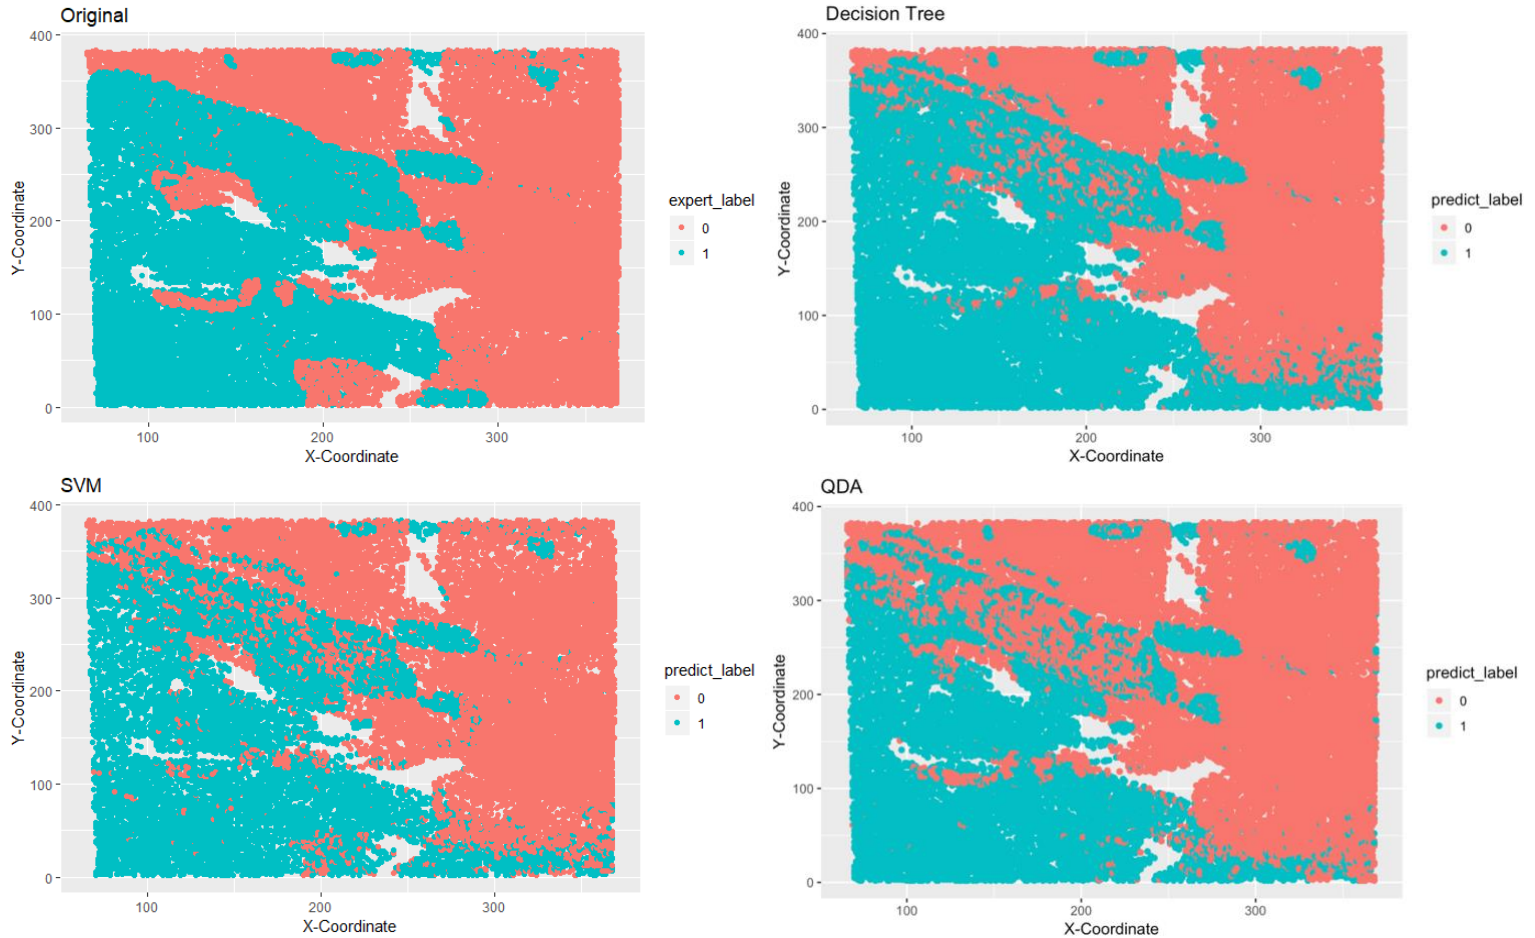 Original
400
300
200
100
0
Y-Coordinate
100 200 300
X-Coordinate
expert_label
0
1
Decision Tree
400
300
200
100
0
Y-Coordinate
100 200 300
X-Coordinate
predict_label
0
1
SVM
400
300
200
100
0
Y-Coordinate
100 200 300
X-Coordinate
predict_label
0
1
QDA
400
300
200
100
0
Y-Coordinate
100 200 300
X-Coordinate
predict_label
0
1